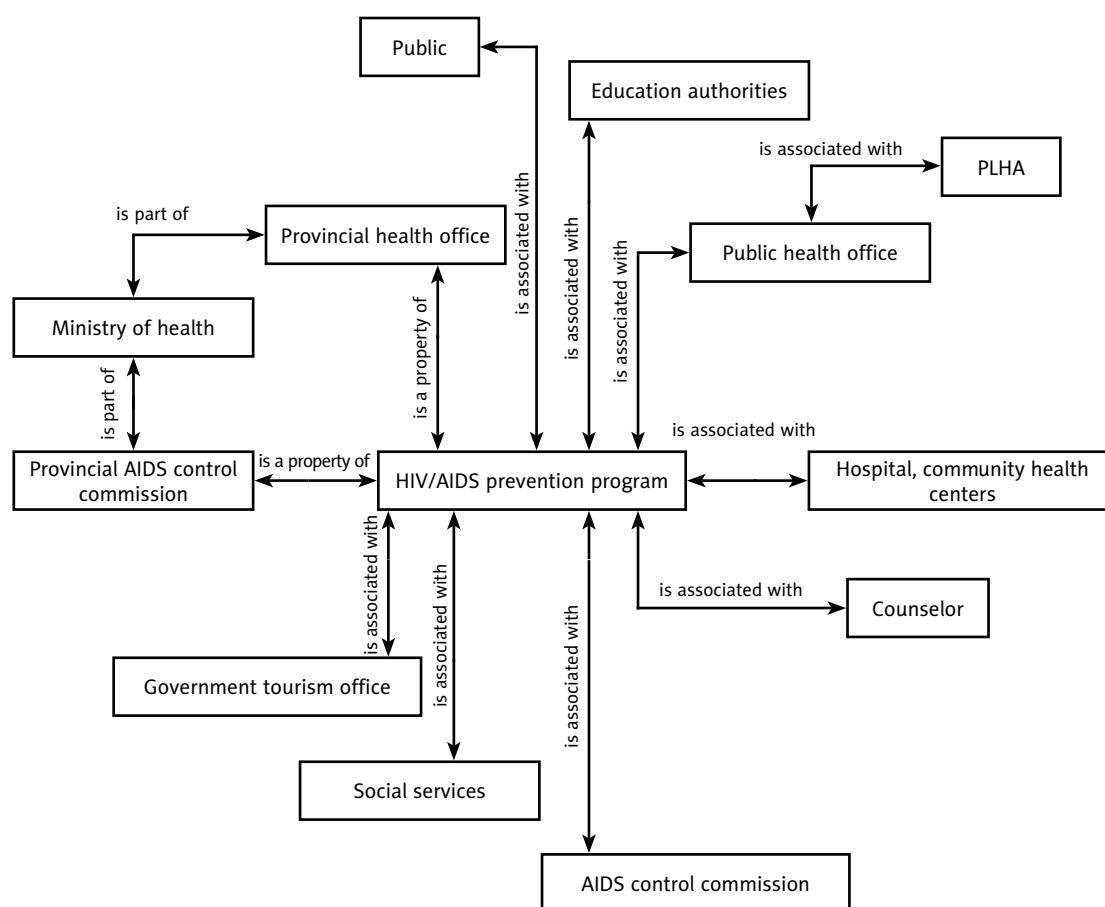 Public
Education authorities
is associated with
PLHA
is part of
Provincial health office
is associated with
is associated with
is associated with
Public health office
Ministry of health
is a property of
is part of
is associated with
Provincial AIDS control
commission
is a property of
HIV/AIDS prevention program
Hospital, community health
centers
is associated with
is associated with
is associated with
is associated with
Counselor
Government tourism office
Social services
AIDS control commission